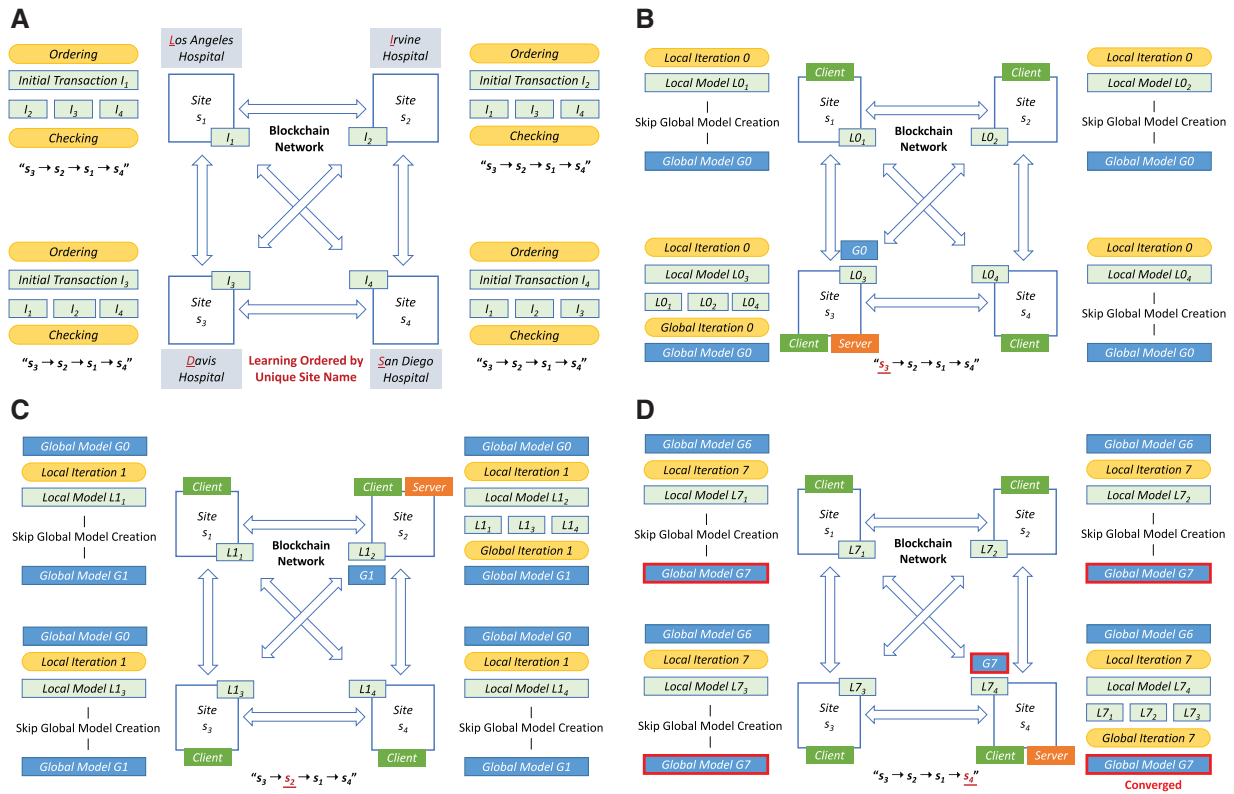 A
Ordering
Initial Transaction I1
I2 I3 I4
Checking
“s3 → s2 → s1 → s4”
Los Angeles
Hospital
Irvine
Hospital
Site
s1
I1
Blockchain
Network
Site
s2
I2
Ordering
Initial Transaction I2
I1 I3 I4
Checking
“s3 → s2 → s1 → s4”
Ordering
Initial Transaction I3
I1 I2 I4
Checking
“s3 → s2 → s1 → s4”
I3
Site
s3
I4
Site
s4
Davis
Hospital
Learning Ordered by
Unique Site Name
San Diego
Hospital
Ordering
Initial Transaction I4
I1 I2 I3
Checking
“s3 → s2 → s1 → s4”
B
Local Iteration 0
Local Model L01
Skip Global Model Creation
Global Model G0
Client
Site
s1
L01
Blockchain
Network
Client
Site
s2
L02
Local Iteration 0
Local Model L02
Skip Global Model Creation
Global Model G0
Local Iteration 0
Local Model L03
L01 L02 L04
Global Iteration 0
Global Model G0
G0
L03
Site
s3
Client Server
L04
Site
s4
Client
“s3 → s2 → s1 → s4”
Local Iteration 0
Local Model L04
Skip Global Model Creation
Global Model G0
C
Global Model G0
Local Iteration 1
Local Model L11
Skip Global Model Creation
Global Model G1
Client
Site
s1
L11
Blockchain
Network
Client Server
Site
s2
L12
G1
Global Model G0
Local Iteration 1
Local Model L12
L11 L13 L14
Global Iteration 1
Global Model G1
Global Model G0
Local Iteration 1
Local Model L13
Skip Global Model Creation
Global Model G1
L13
Site
s3
Client
L14
Site
s4
Client
“s3 → s2 → s1 → s4”
Global Model G0
Local Iteration 1
Local Model L14
Skip Global Model Creation
Global Model G1
D
Global Model G6
Local Iteration 7
Local Model L71
Skip Global Model Creation
Global Model G7
Client
Site
s1
L71
Blockchain
Network
Client
Site
s2
L72
Global Model G6
Local Iteration 7
Local Model L72
Skip Global Model Creation
Global Model G7
Global Model G6
Local Iteration 7
Local Model L73
Skip Global Model Creation
Global Model G7
L73
Site
s3
Client
G7
L74
Site
s4
Client Server
“s3 → s2 → s1 → s4”
Global Model G6
Local Iteration 7
Local Model L74
L71 L72 L73
Global Iteration 7
Global Model G7
Converged